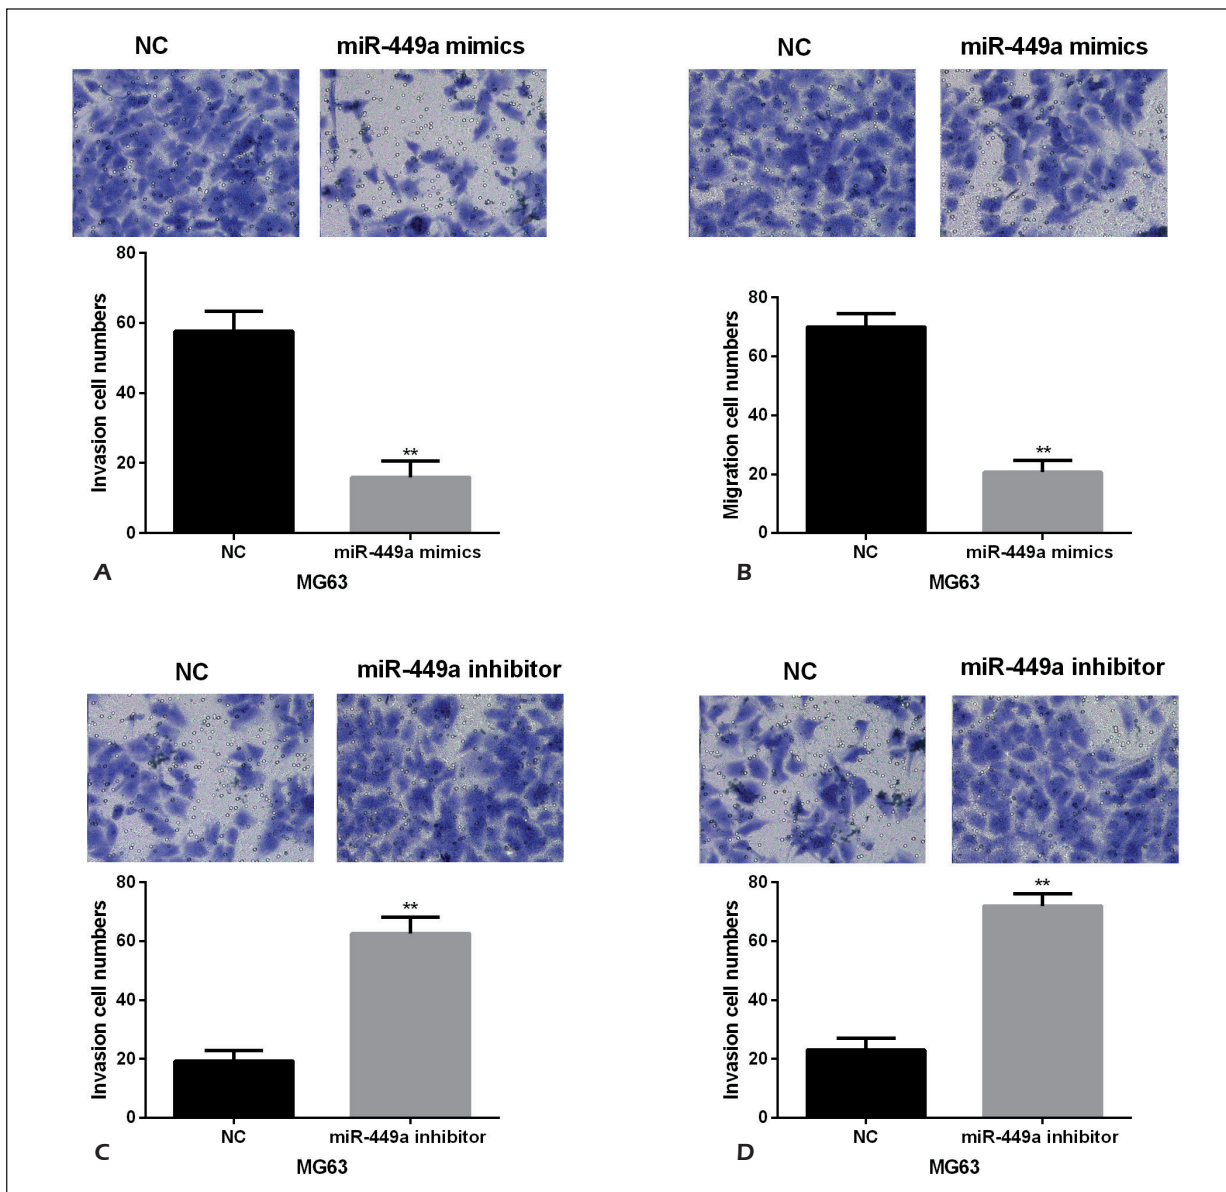 NC miR-449a mimics
NC miR-449a mimics
80
60
40
20
0
Invasion cell numbers
**
NC miR-449a mimics
A MG63
80
60
40
20
0
Migration cell numbers
**
NC miR-449a mimics
B MG63
NC miR-449a inhibitor
NC miR-449a inhibitor
80
60
40
20
0
Invasion cell numbers
**
NC miR-449a inhibitor
C MG63
80
60
40
20
0
Invasion cell numbers
**
NC miR-449a inhibitor
D MG63